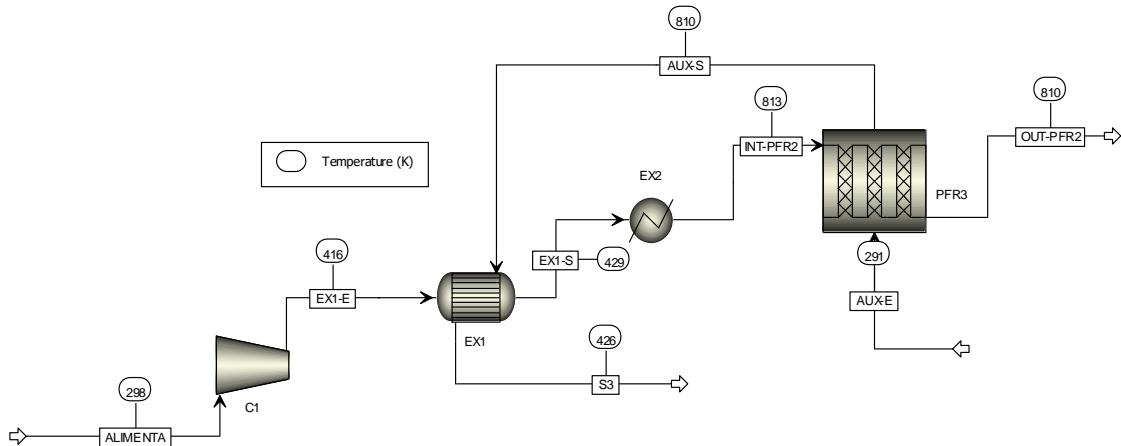 810
AUX-S
813
INT-PFR2
810
OUT-PFR2
Temperature (K)
EX2
PFR3
416
EX1-E
EX1-S
429
291
AUX-E
EX1
426
S3
298
ALIMENTA
C1